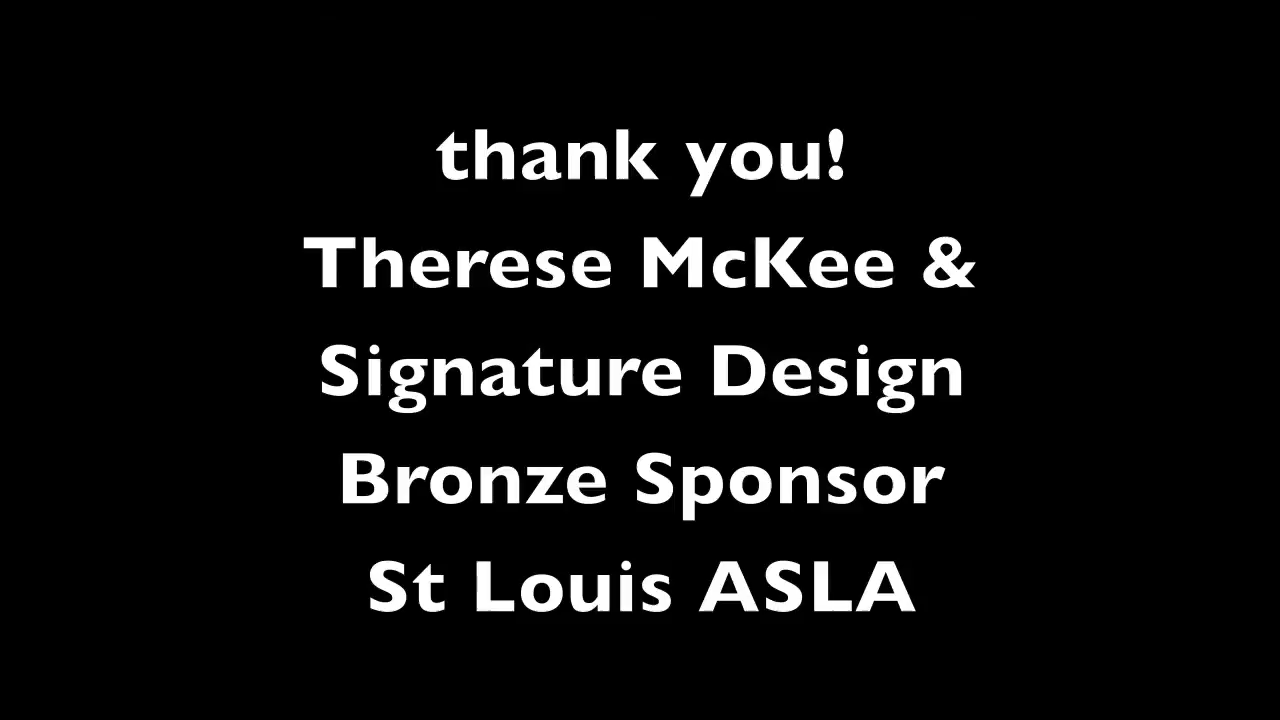 thank you!
Therese McKee &
Signature Design
Bronze Sponsor
St Louis ASLA